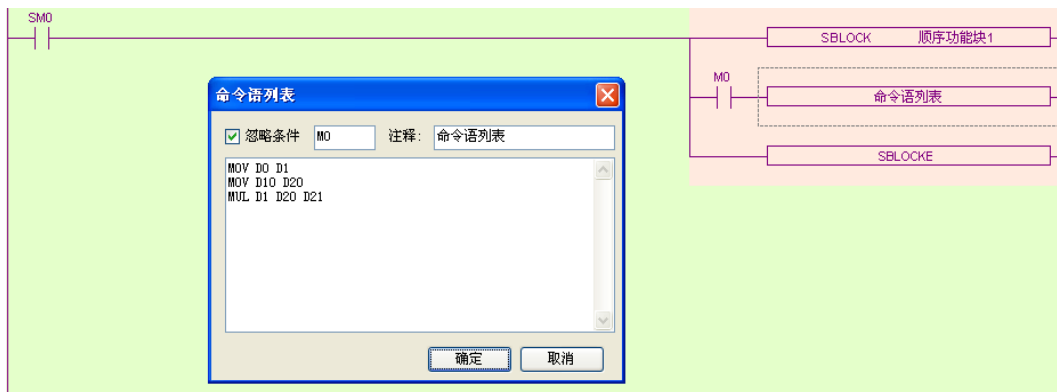 SM0
SBLOCK 顺序功能块1
M0
命令语列表
SBLOCKE
命令语列表
忽略条件 M0 注释: 命令语列表
MOV D0 D1
MOV D10 D20
MUL D1 D20 D21
确定 取消